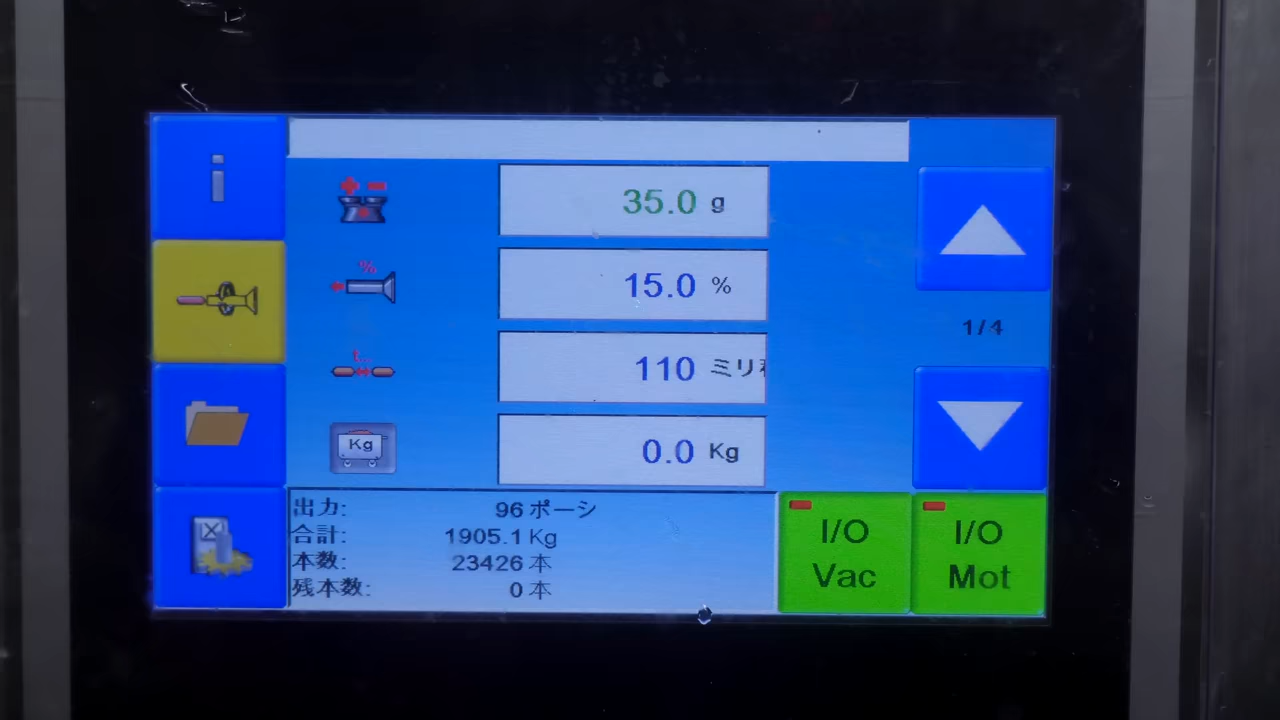 35.0 g
%
15.0 %
t...
110 ミリ
Kg
0.0 Kg
1/4
出力: 96 ポーシ
合計: 1905.1 Kg
本数: 23426 本
残本数: 0 本
I/O
Vac
I/O
Mot